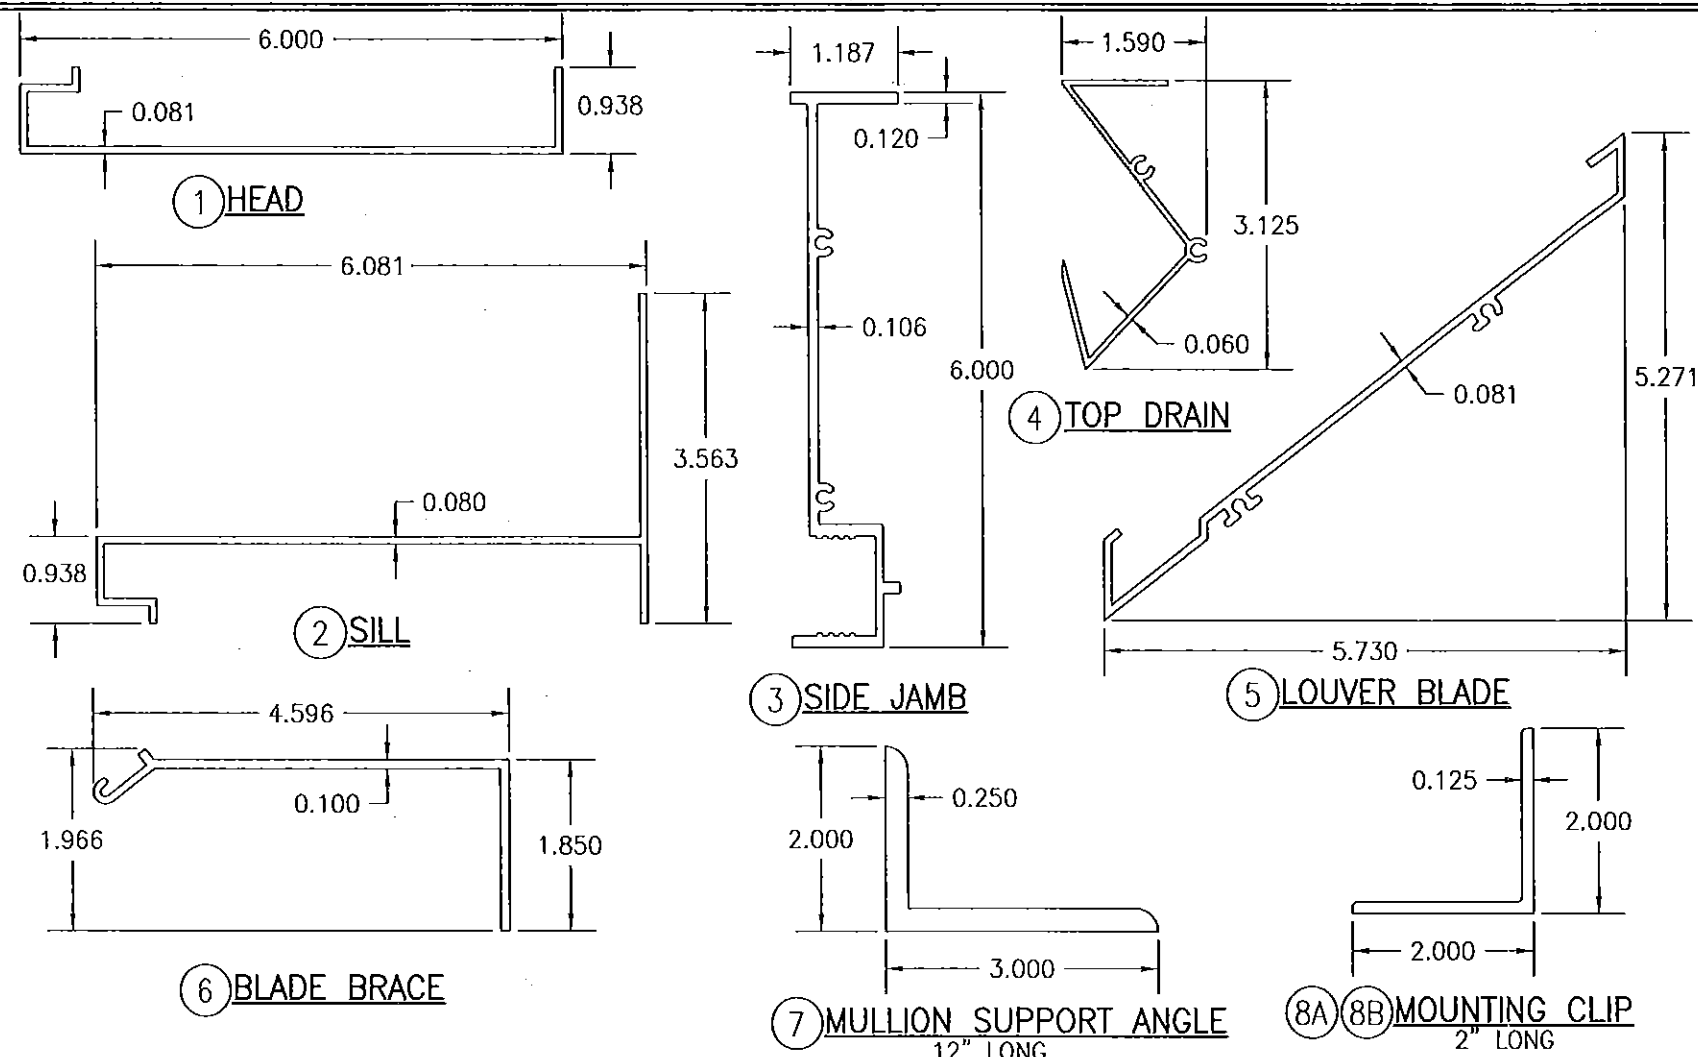 6.000
0.938
0.081
1 HEAD
6.081
3.563
0.080
0.938
2 SILL
1.187
0.120
0.106
6.000
3 SIDE JAMB
1.590
3.125
0.060
4 TOP DRAIN
5.271
0.081
5.730
5 LOUVER BLADE
4.596
0.100
1.966
1.850
6 BLADE BRACE
0.250
2.000
3.000
7 MULLION SUPPORT ANGLE
12" LONG
0.125
2.000
2.000
8A 8B MOUNTING CLIP
2" LONG